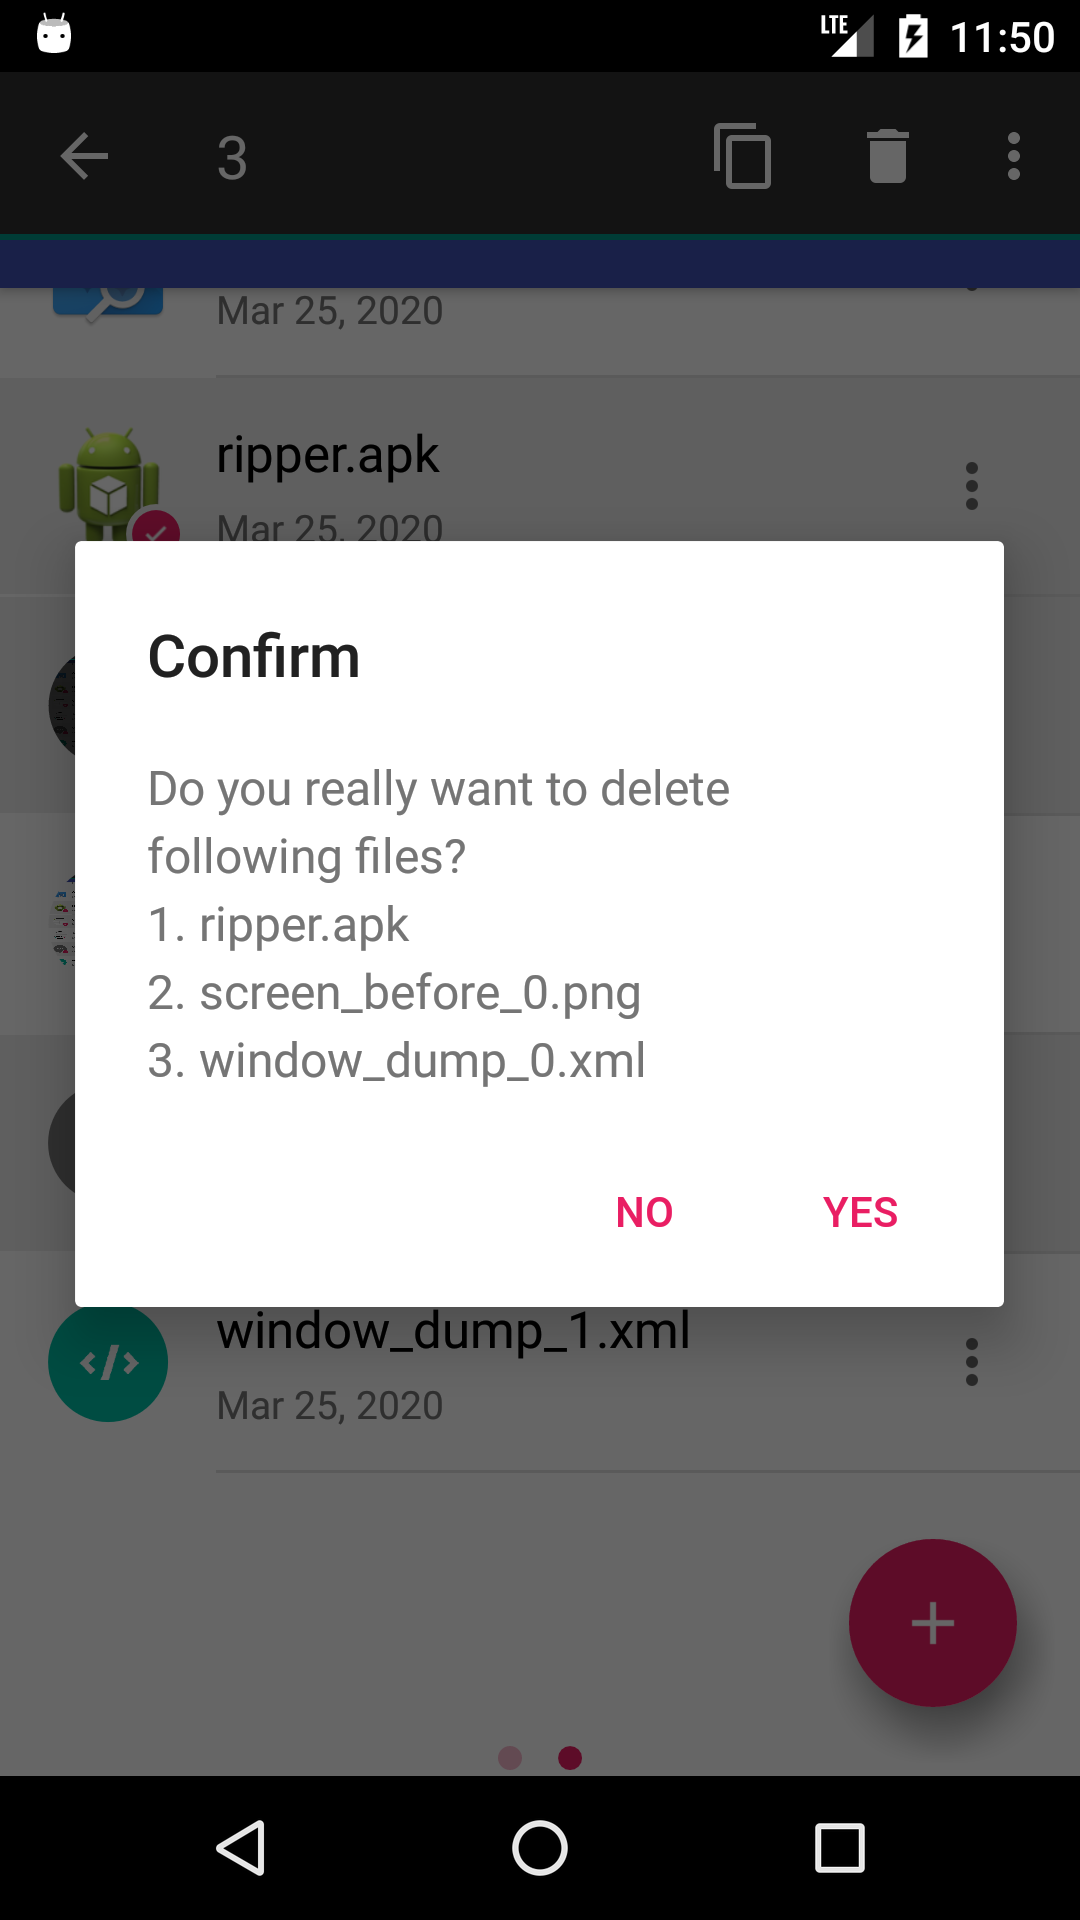 LTE 11:50
3
Mar 25, 2020
ripper.apk
Mar 25, 2020
Confirm
Do you really want to delete
following files?
1. ripper.apk
2. screen_before_0.png
3. window_dump_0.xml
NO YES
window_dump_1.xml
Mar 25, 2020